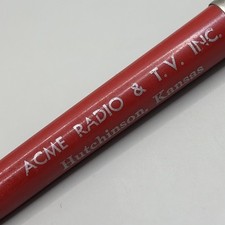 ACME RADIO & T.V. INC.
Hutchinson, Kansas